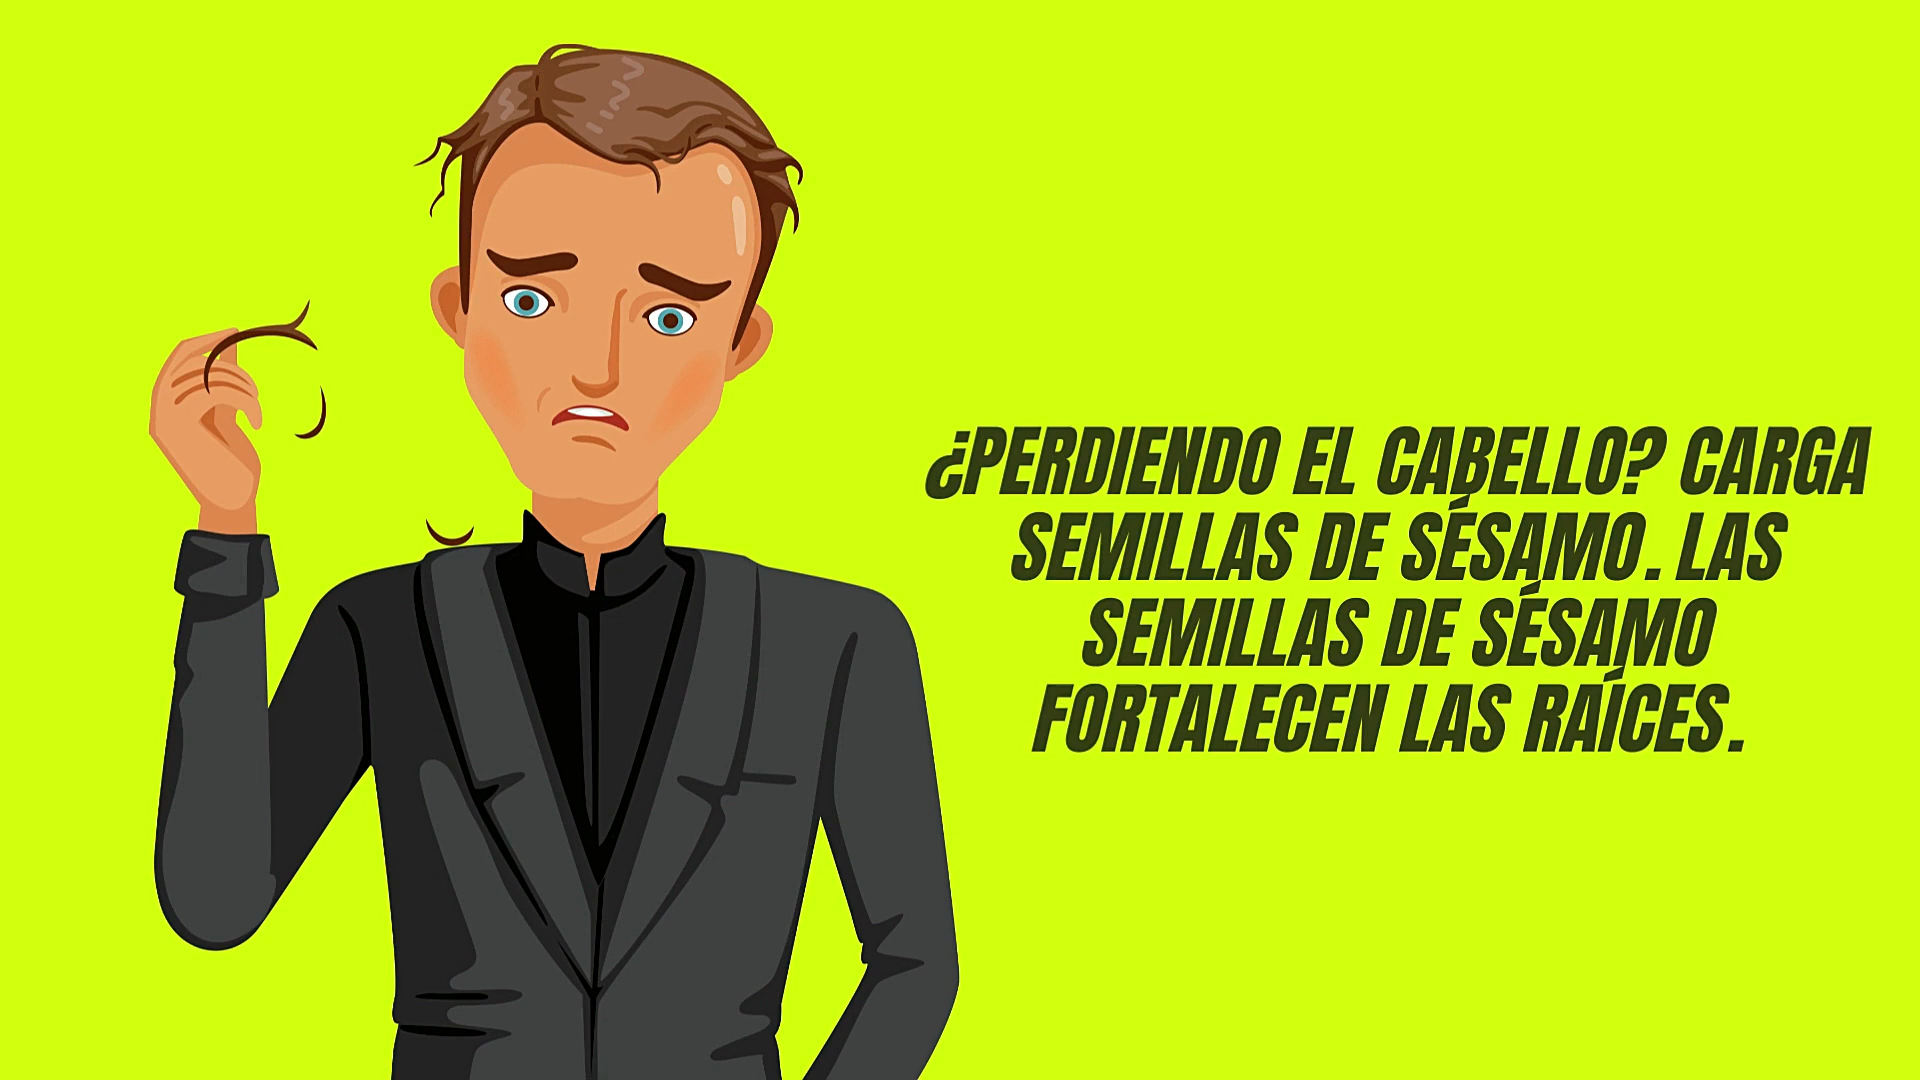 ¿PERDIENDO EL CABELLO? CARGA
SEMILLAS DE SÉSAMO. LAS
SEMILLAS DE SÉSAMO
FORTALECEN LAS RAÍCES.